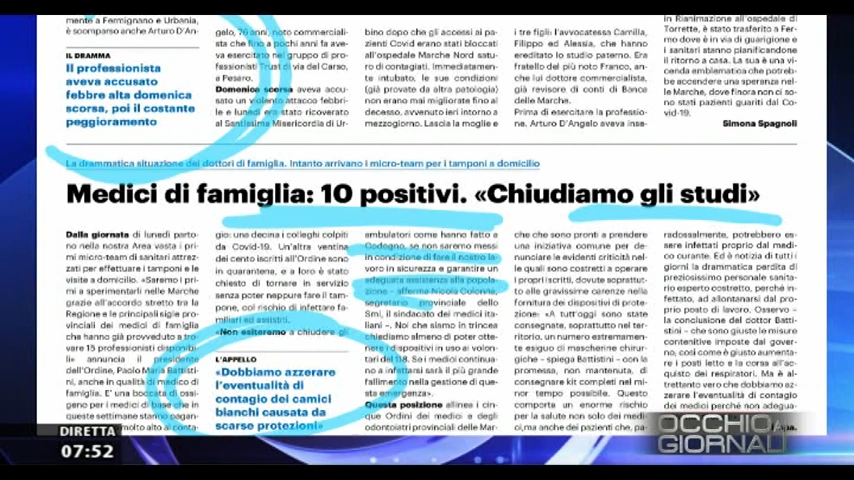 mente a Fermignano e Urbania,
è scomparso anche Arturo D'An-
IL DRAMMA
Il professionista
aveva accusato
febbre alta domenica
scorsa, poi il costante
peggioramento
gelo, 76 anni, noto commerciali-
sta che fino a pochi anni fa ave-
va esercitato nel gruppo di pro-
fessionisti Trust di via del Carso,
a Pesaro.
Domenica scorsa aveva accu-
sato un violento attacco febbri-
le e lunedì era stato ricoverato
al Santissima Misericordia di Ur-
bino dopo che gli accessi ai pa-
zienti Covid erano stati bloccati
all'ospedale Marche Nord satu-
ro di contagiati. Immediatamen-
te intubato, le sue condizioni
(già provate da altra patologia)
non erano mai migliorate fino al
decesso, avvenuto ieri intorno a
mezzogiorno. Lascia la moglie e
i tre figli: l'avvocatessa Camilla,
Filippo ed Alessia, che hanno
ereditato lo studio paterno. Era
fratello del più noto Franco, an-
che lui dottore commercialista,
già revisore di conti di Banca
delle Marche.
Prima di esercitare la professio-
ne, Arturo D'Angelo aveva inse-
in Rianimazione all'ospedale di
Torrette, è stato trasferito a Fer-
mo dove è in via di guarigione e
i sanitari stanno pianificandone
il ritorno a casa. La sua è una vi-
cenda emblematica che potreb-
be accendere una speranza nel-
le Marche, dove finora non ci so-
no stati pazienti guariti dal Co-
vid-19.
Simona Spagnoli
La drammatica situazione dei dottori di famiglia. Intanto arrivano i micro-team per i tamponi a domicilio
Medici di famiglia: 10 positivi. «Chiudiamo gli studi»
Dalla giornata di lunedì parto-
no nella nostra Area vasta i pri-
mi micro-team di sanitari attrez-
zati per effettuare i tamponi e le
visite a domicilio. «Saremo i pri-
mi a sperimentarli nelle Marche
grazie all'accordo stretto tra la
Regione e le principali sigle pro-
vinciali dei medici di famiglia
che hanno già provveduto a tro-
vare 15 professionisti disponibi-
li» annuncia il presidente
dell'Ordine, Paolo Maria Battisti-
ni, anche in qualità di medico di
famiglia. E' una boccata di ossi-
geno per i medici di base che in
queste settimane stanno pagan-
molto alto al conta-
gio: una decina i colleghi colpiti
da Covid-19. Un'altra ventina
dei cento iscritti all'Ordine sono
in quarantena, e a loro è stato
chiesto di tornare in servizio
senza poter neppure fare il tam-
pone, col rischio di infettare fa-
miliari ed assistiti.
«Non esiteremo a chiudere gli
L'APPELLO
«Dobbiamo azzerare
l'eventualità di
contagio dei camici
bianchi causata da
scarse protezioni»
ambulatori come hanno fatto a
Codogno, se non saremo messi
in condizione di fare il nostro la-
voro in sicurezza e garantire un
adeguata assistenza alla popola-
zione – afferma Nicola Colonna,
segretario provinciale dello
Smi, il sindacato dei medici ita-
liani –. Noi che siamo in trincea
chiediamo almeno di poter otte-
nere i dispositivi in uso ai volon-
tari del 118. Se i medici continua-
no a infettarsi sarà il più grande
fallimento nella gestione di que-
sta emergenza».
Questa posizione allinea i cin-
que Ordini dei medici e degli
odontoiatri provinciali delle Mar-
che che sono pronti a prendere
una iniziativa comune per de-
nunciare le evidenti criticità nel-
le quali sono costretti a operare
i propri iscritti, dovute soprattut-
to alle gravissime carenze nella
fornitura dei dispositivi di prote-
zione: «A tutt'oggi sono state
consegnate, soprattutto nel ter-
ritorio, un numero estremamen-
te esiguo di mascherine chirur-
giche – spiega Battistini – con la
promessa, non mantenuta, di
consegnare kit completi nel mi-
nor tempo possibile. Questo
comporta un enorme rischio
per la salute non solo dei medi-
ci,ma anche dei pazienti che, pa-
radossalmente, potrebbero es-
sere infettati proprio dal medi-
co curante. Ed è notizia di tutti i
giorni la drammatica perdita di
preziosissimo personale sanita-
rio esperto costretto, perché in-
fettato, ad allontanarsi dal pro-
prio posto di lavoro. Osservo –
la conclusione del dottor Batti-
stini – che sono giuste le misure
contenitive imposte dal gover-
no, così come è giusto aumenta-
re i posti letto e la corsa all'ac-
quisto dei respiratori. Ma è al-
trettanto vero che dobbiamo az-
zerare l'eventualità di contagio
dei medici perché non adegua-
DIRETTA
07:52
OCCHIO
GIORNALI